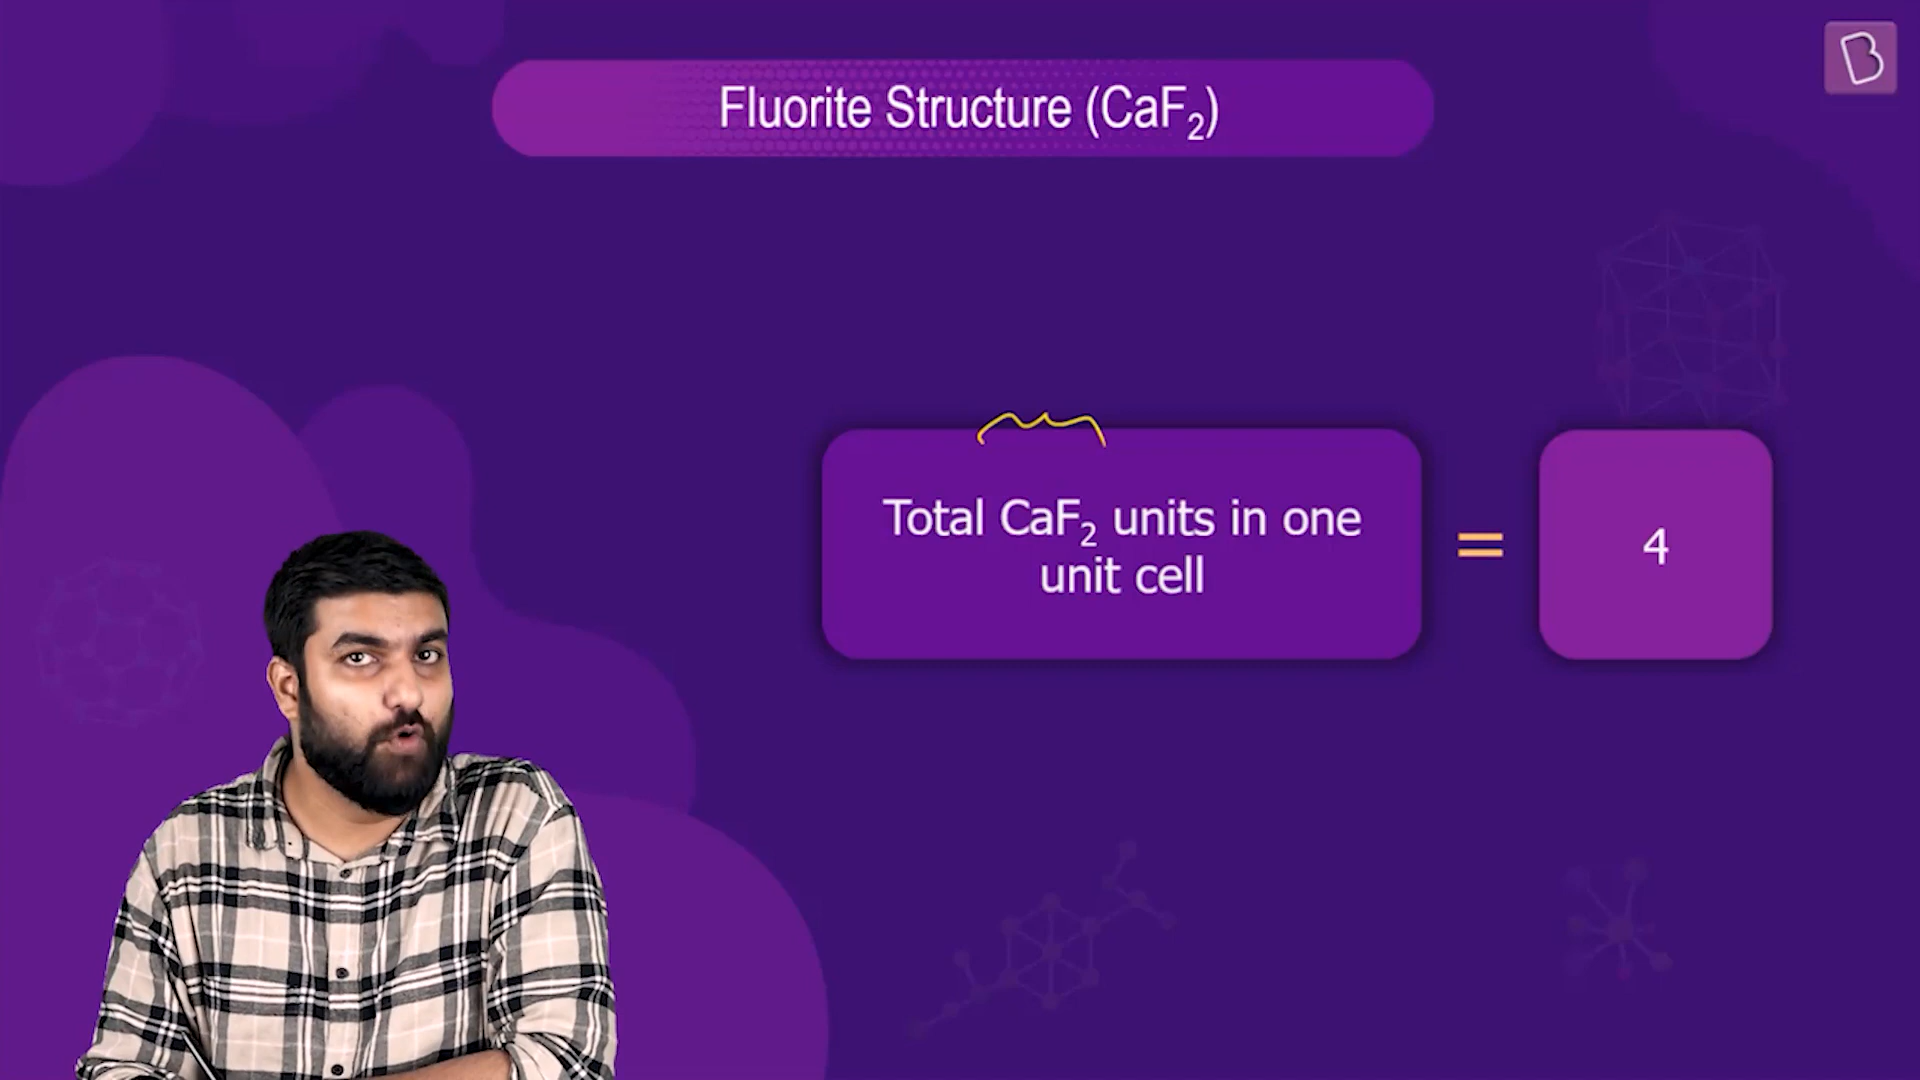 Fluorite Structure (CaF₂)
Total CaF₂ units in one
unit cell
=
4
B